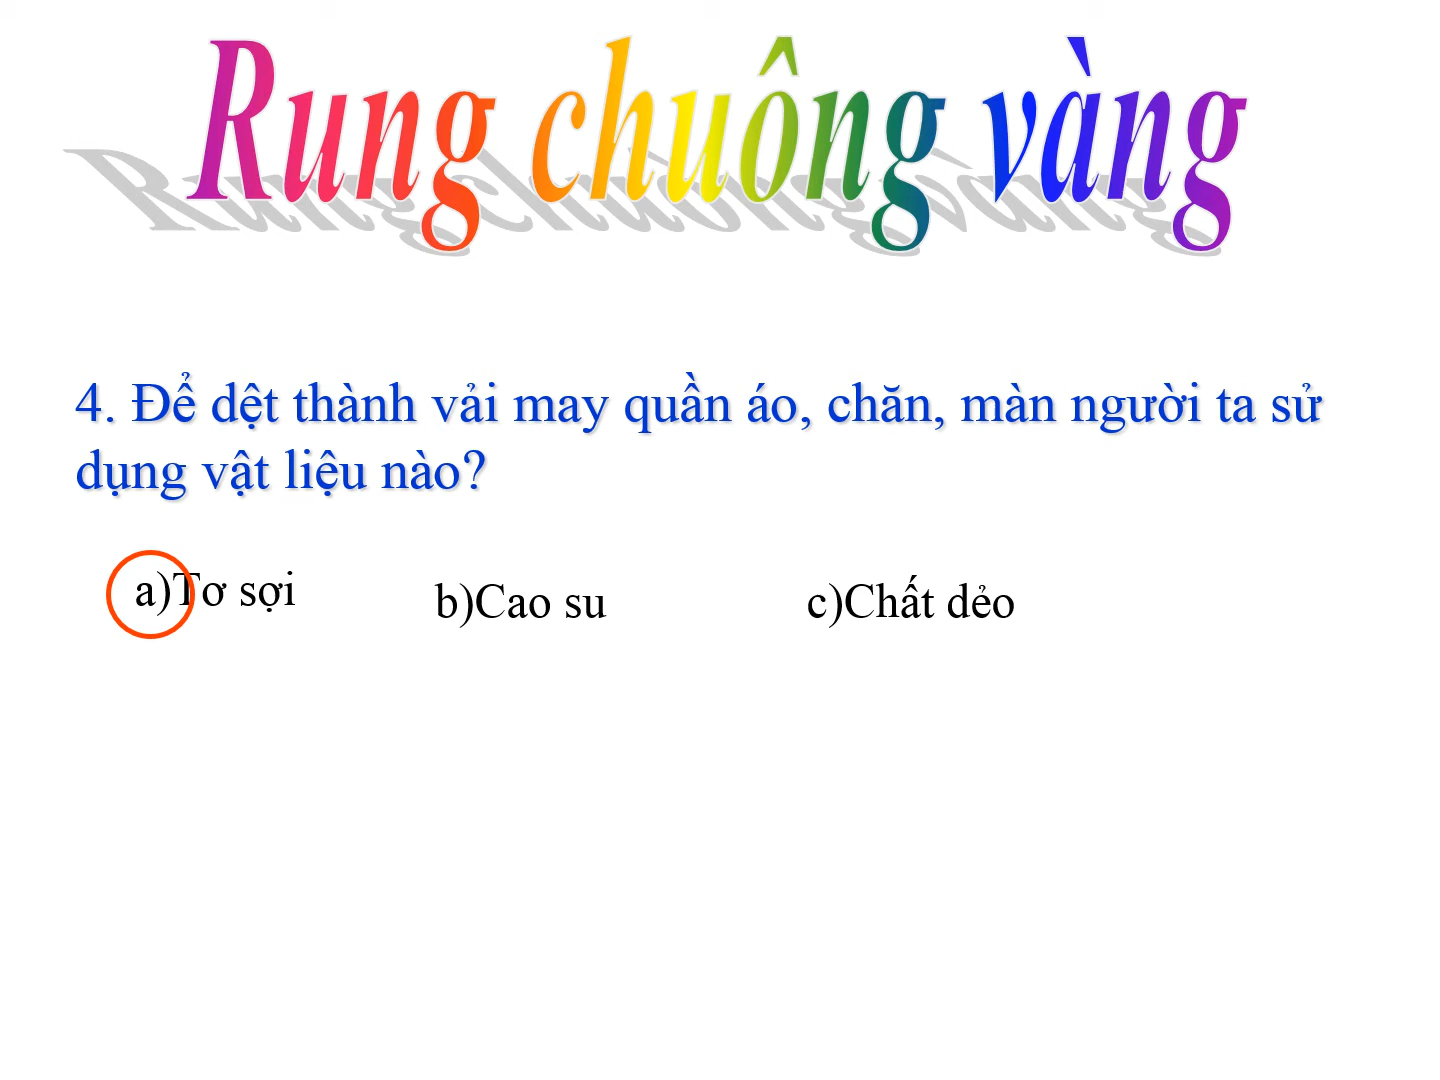 Rung chuông vàng
4. Để dệt thành vải may quần áo, chăn, màn người ta sử
dụng vật liệu nào?
a)Tơ sợi
b)Cao su
c)Chất dẻo